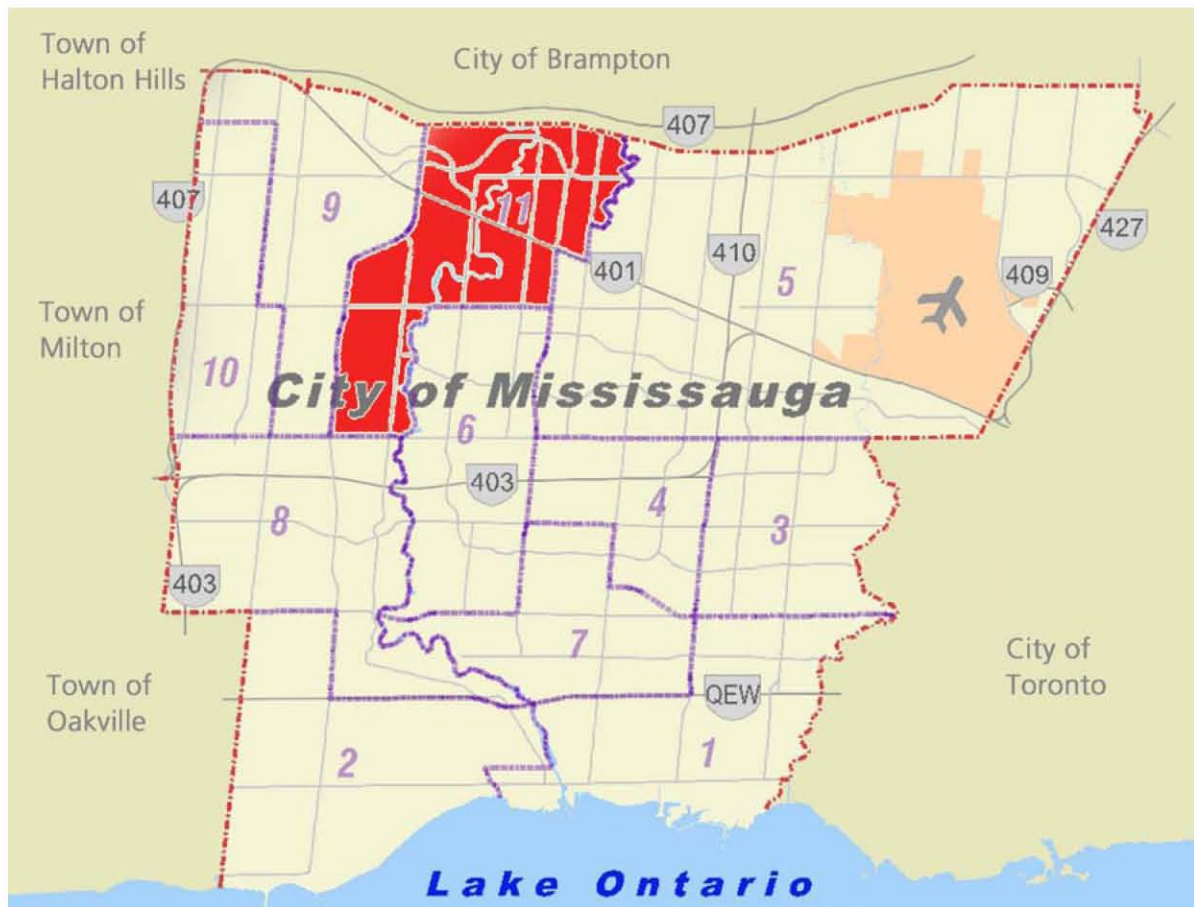 Town of
Halton Hills
City of Brampton
407
407
9
11
427
401
410
5
409
Town of
Milton
10
City of Mississauga
6
403
4
8
3
403
7
City of
Toronto
Town of
Oakville
QEW
2
1
Lake Ontario